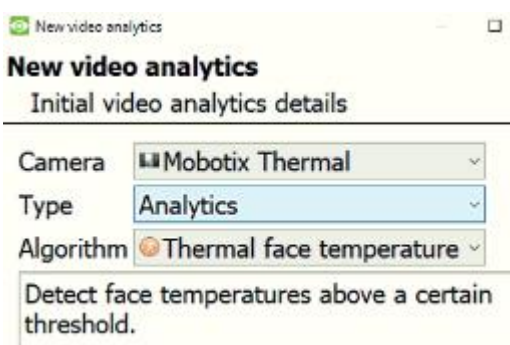 New video analytics
New video analytics
Initial video analytics details
Camera Mobotix Thermal
Type Analytics
Algorithm Thermal face temperature
Detect face temperatures above a certain
threshold.